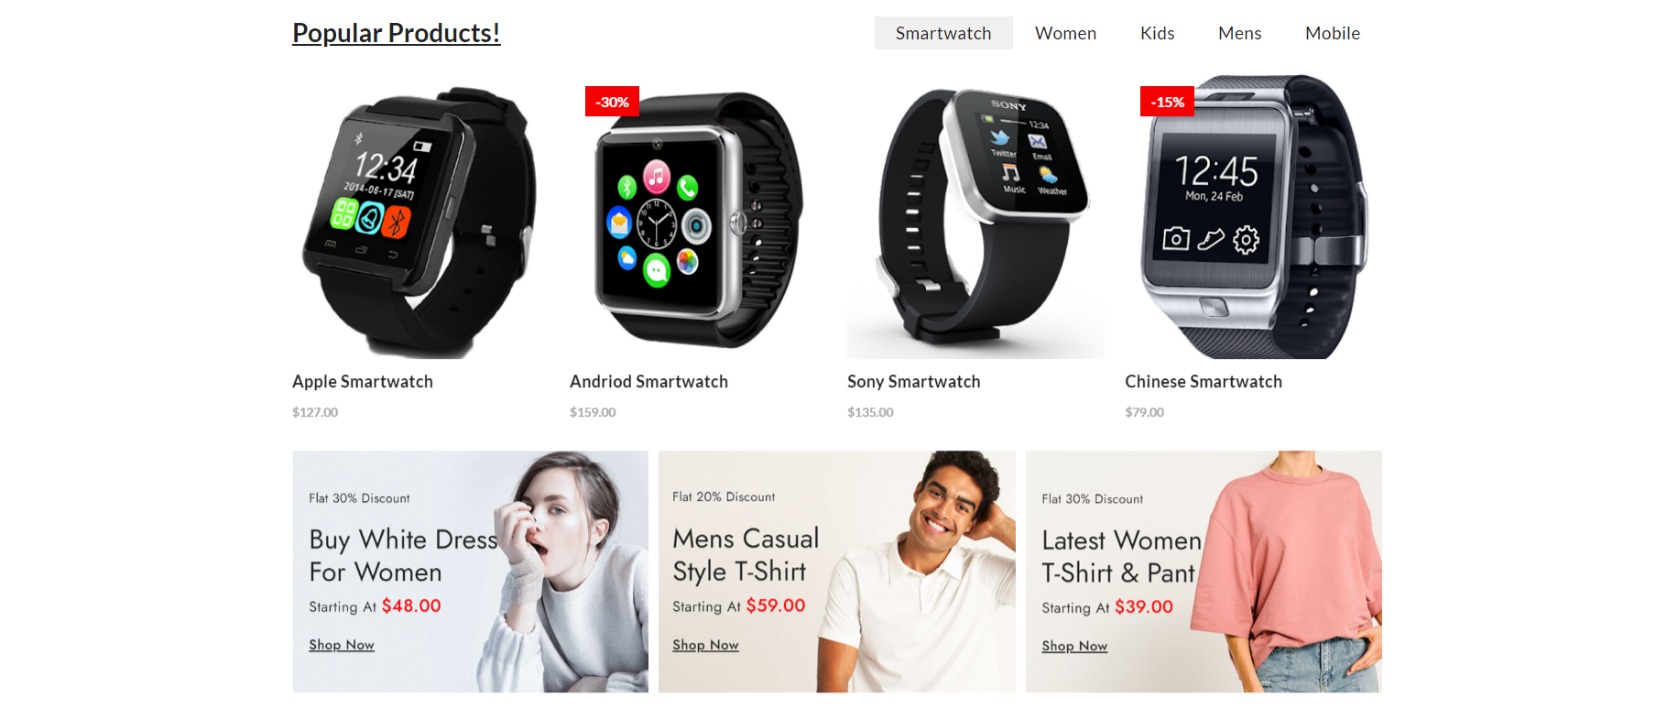 Popular Products!
Smartwatch Women Kids Mens Mobile
12:34
2014-06-17 [SAT]
-30%
SONY
12:34
Twitter Email
Music Weather
-15%
12:45
Mon, 24 Feb
Apple Smartwatch
$127.00
Andriod Smartwatch
$159.00
Sony Smartwatch
$135.00
Chinese Smartwatch
$79.00
Flat 30% Discount
Buy White Dress
For Women
Starting At $48.00
Shop Now
Flat 20% Discount
Mens Casual
Style T-Shirt
Starting At $59.00
Shop Now
Flat 30% Discount
Latest Women
T-Shirt & Pant
Starting At $39.00
Shop Now